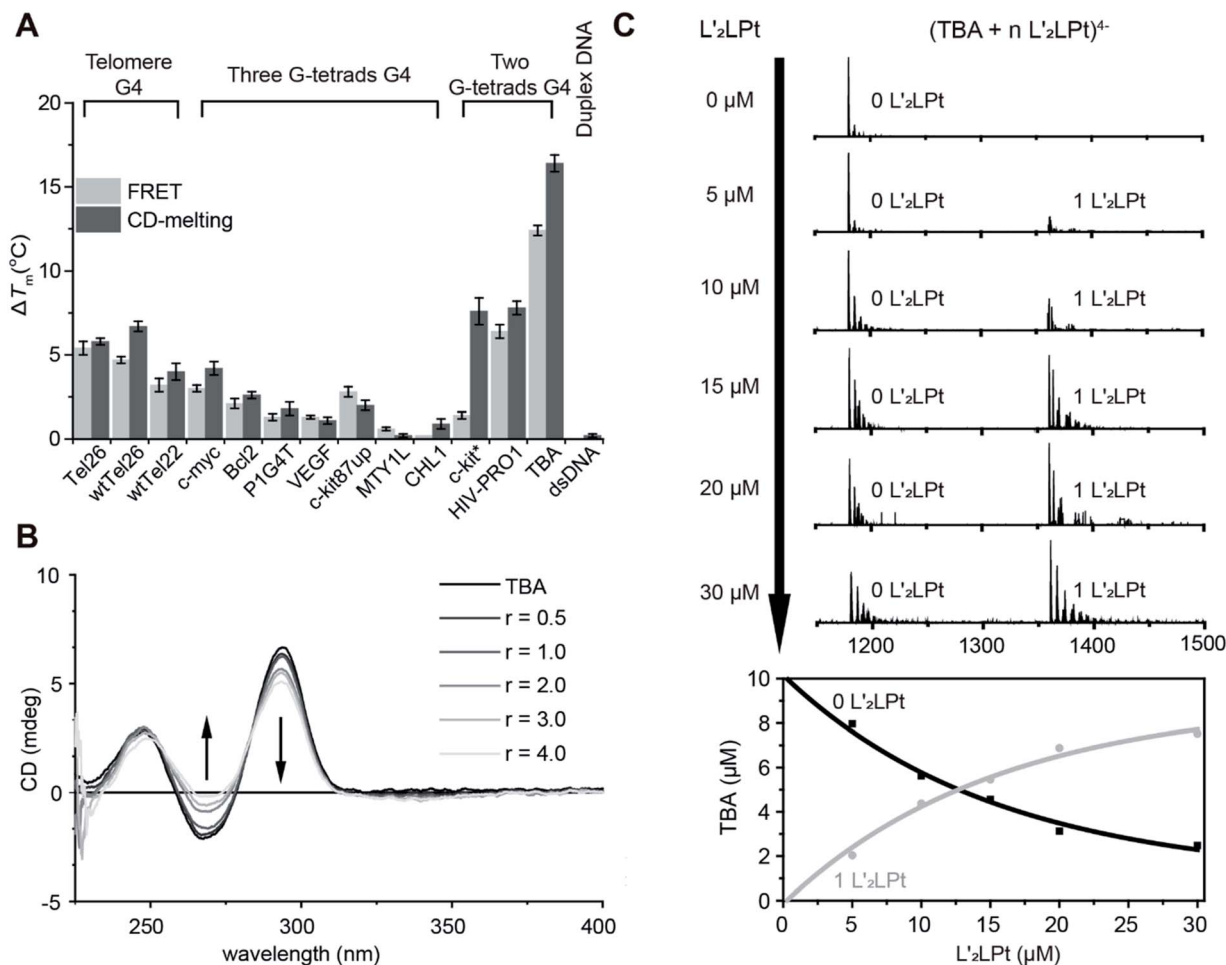 A
Telomere
G4
Three G-tetrads G4
Two
G-tetrads G4
Duplex DNA
20
15
10
5
0
ΔTm(°C)
FRET
CD-melting
Tel26
wtTel26
wtTel22
c-myc
Bcl2
P1G4T
VEGF
c-kit87up
MTY1L
CHL1
c-kit*
HIV-PRO1
TBA
dsDNA
B
10
5
0
-5
CD (mdeg)
TBA
r = 0.5
r = 1.0
r = 2.0
r = 3.0
r = 4.0
250
300
350
400
wavelength (nm)
C
L'₂LPt
(TBA + n L'₂LPt)⁴⁻
0 µM
0 L'₂LPt
5 µM
0 L'₂LPt
1 L'₂LPt
10 µM
0 L'₂LPt
1 L'₂LPt
15 µM
0 L'₂LPt
1 L'₂LPt
20 µM
0 L'₂LPt
1 L'₂LPt
30 µM
0 L'₂LPt
1 L'₂LPt
1200
1300
1400
1500
10
8
6
4
2
0
TBA (µM)
0 L'₂LPt
1 L'₂LPt
0
5
10
15
20
25
30
L'₂LPt (µM)